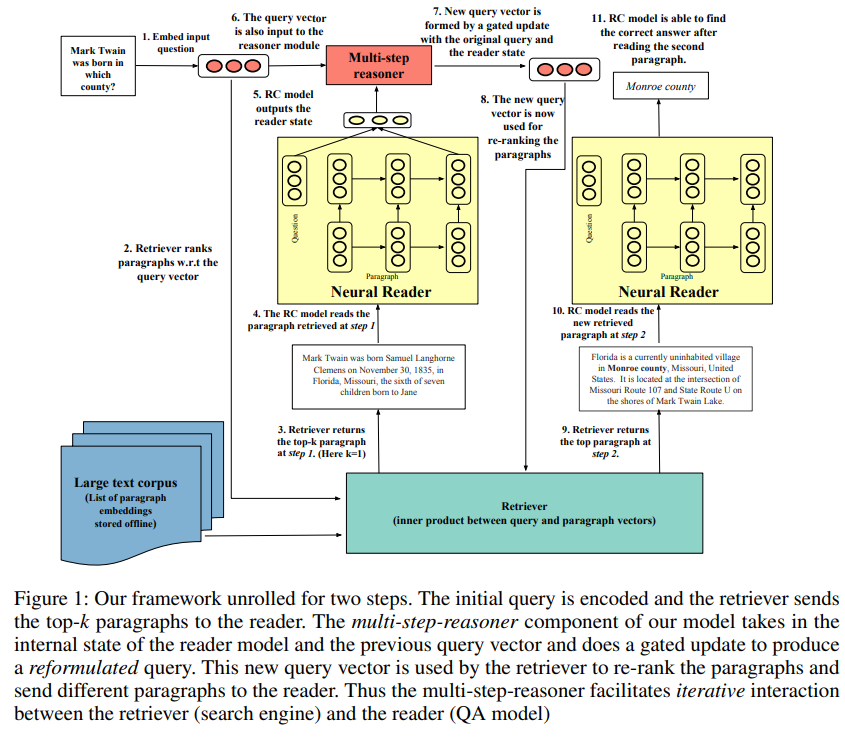 Mark Twain
was born in
which
county?
1. Embed input
question
6. The query vector
is also input to the
reasoner module
Multi-step
reasoner
7. New query vector is
formed by a gated update
with the original query and
the reader state
11. RC model is able to find
the correct answer after
reading the second
paragraph.
Monroe county
5. RC model
outputs the
reader state
8. The new query
vector is now
used for
re-ranking the
paragraphs
Question
Paragraph
Neural Reader
Question
Paragraph
Neural Reader
2. Retriever ranks
paragraphs w.r.t the
query vector
4. The RC model reads the
paragraph retrieved at step 1
10. RC model reads the
new retrieved
paragraph at step 2
Mark Twain was born Samuel Langhorne
Clemens on November 30, 1835, in
Florida, Missouri, the sixth of seven
children born to Jane
Florida is a currently uninhabited village
in Monroe county, Missouri, United
States. It is located at the intersection of
Missouri Route 107 and State Route U on
the shores of Mark Twain Lake.
3. Retriever returns
the top-k paragraph
at step 1. (Here k=1)
9. Retriever returns
the top paragraph at
step 2.
Large text corpus
(List of paragraph
embeddings
stored offline)
Retriever
(inner product between query and paragraph vectors)
Figure 1: Our framework unrolled for two steps. The initial query is encoded and the retriever sends
the top-k paragraphs to the reader. The multi-step-reasoner component of our model takes in the
internal state of the reader model and the previous query vector and does a gated update to produce
a reformulated query. This new query vector is used by the retriever to re-rank the paragraphs and
send different paragraphs to the reader. Thus the multi-step-reasoner facilitates iterative interaction
between the retriever (search engine) and the reader (QA model)